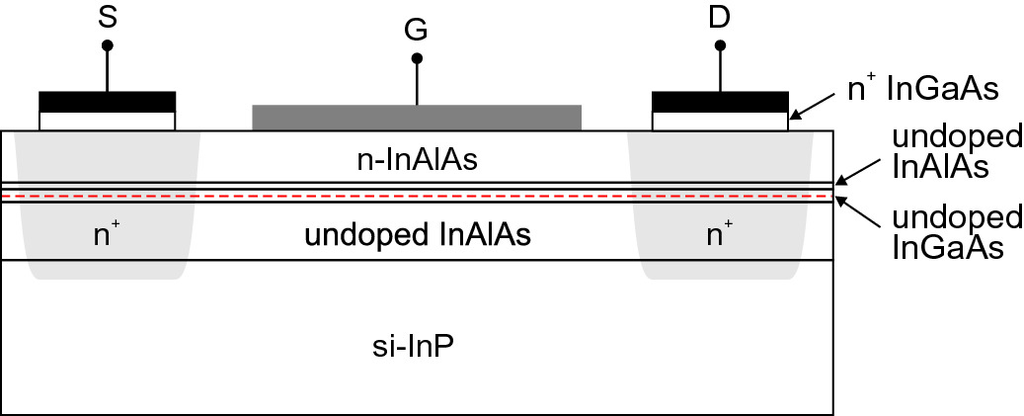 S
G
D
n⁺ InGaAs
undoped
InAlAs
n-InAlAs
undoped
InGaAs
n⁺
undoped InAlAs
n⁺
si-InP